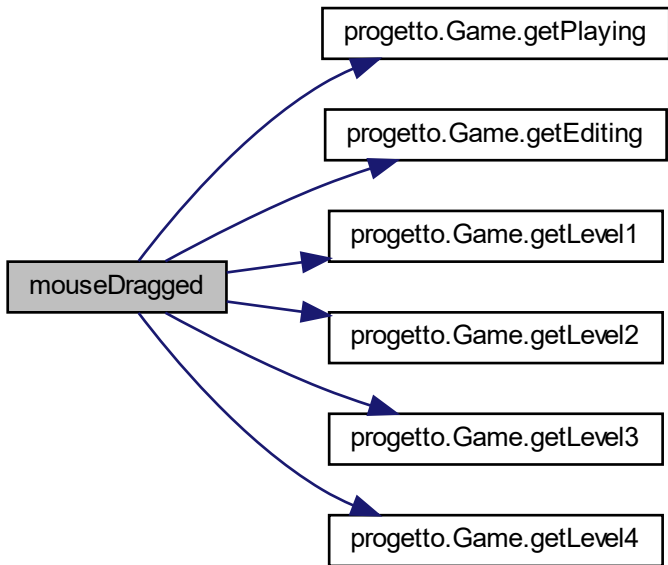 progetto.Game.getPlaying
progetto.Game.getEditing
progetto.Game.getLevel1
mouseDragged
progetto.Game.getLevel2
progetto.Game.getLevel3
progetto.Game.getLevel4